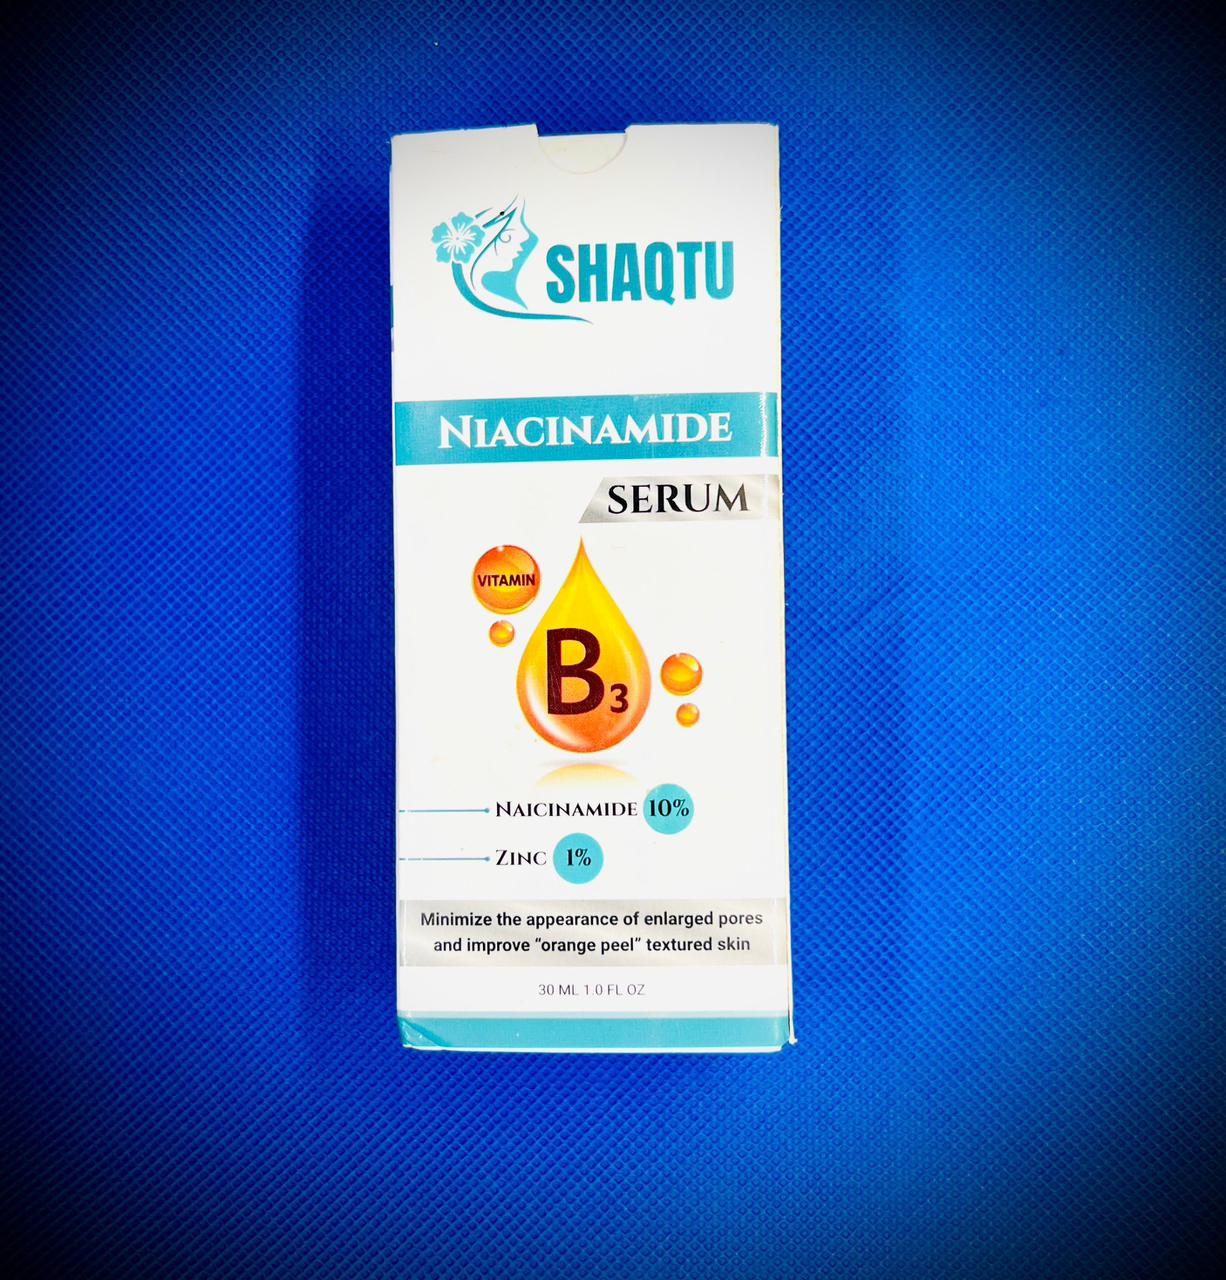 SHAQTU
NIACINAMIDE
SERUM
VITAMIN
B3
NAICINAMIDE 10%
ZINC 1%
Minimize the appearance of enlarged pores
and improve “orange peel” textured skin
30 ML 1.0 FL OZ